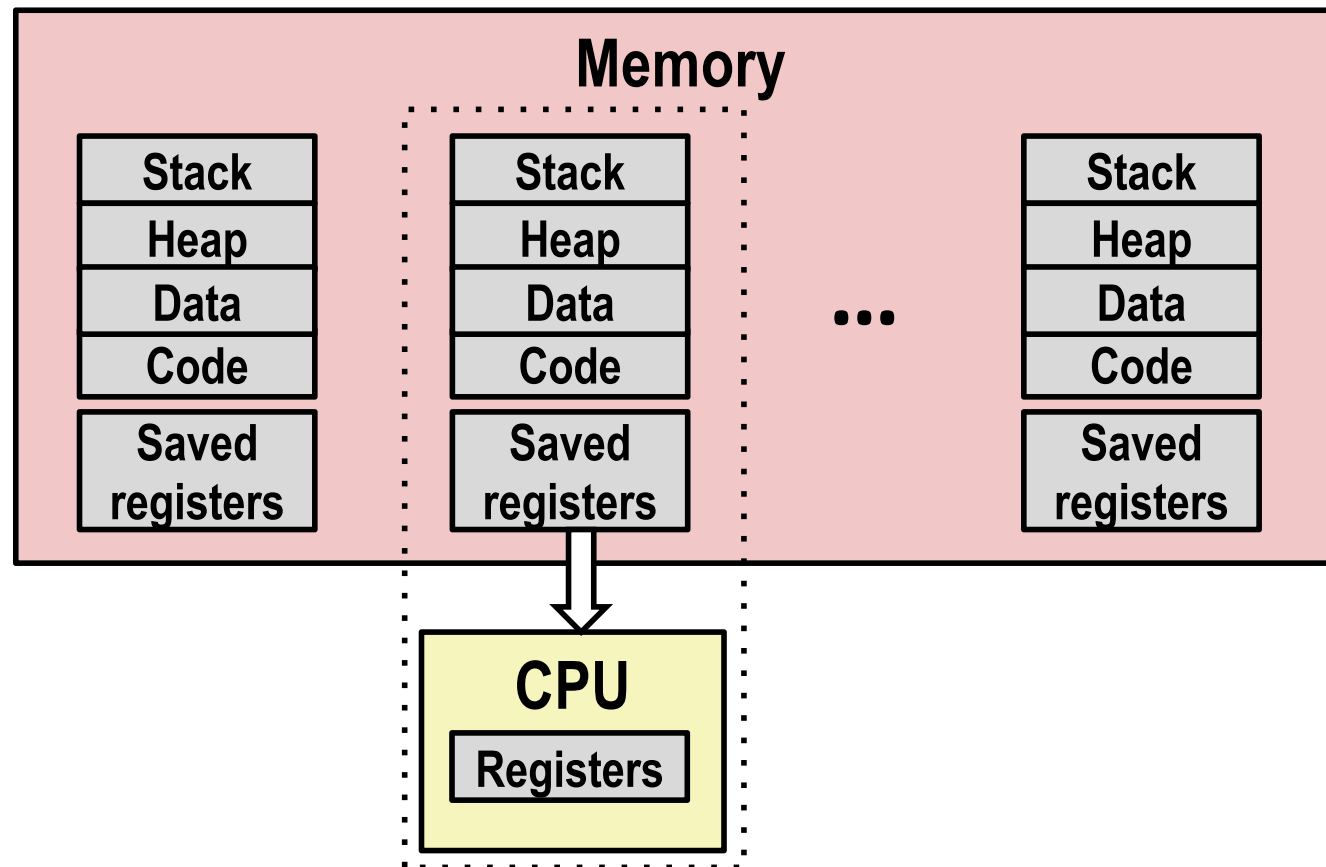 Memory
Stack
Heap
Data
Code
Saved
registers
Stack
Heap
Data
Code
Saved
registers
...
Stack
Heap
Data
Code
Saved
registers
CPU
Registers